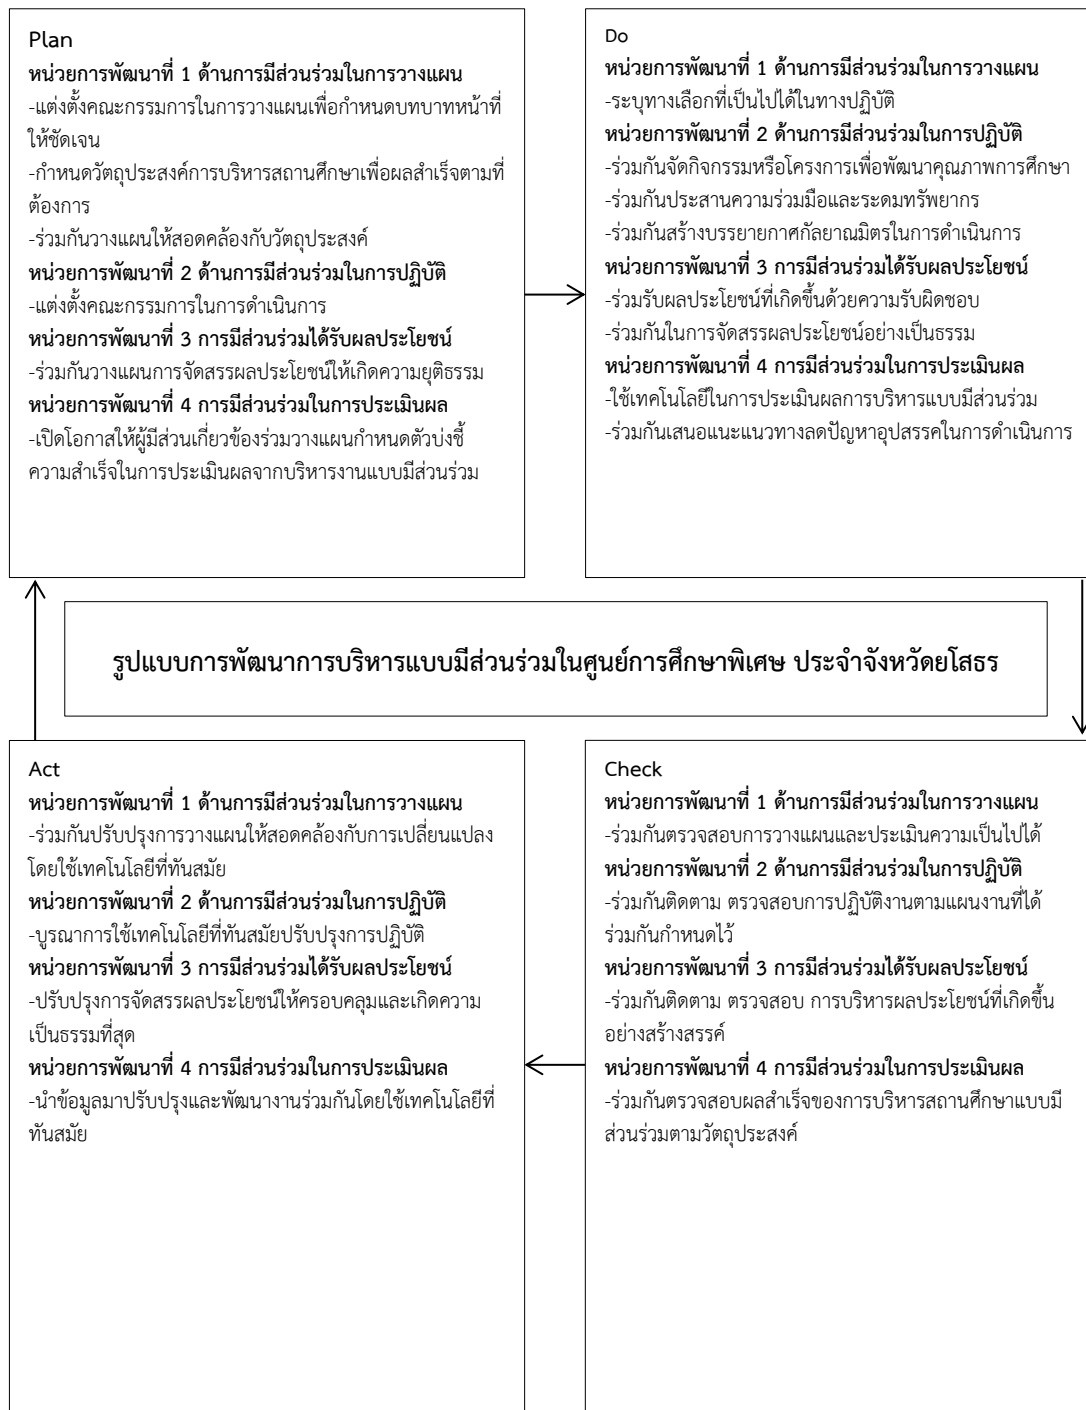 Plan
หน่วยการพัฒนาที่ 1 ด้านการมีส่วนร่วมในการวางแผน
-แต่งตั้งคณะกรรมการในการวางแผนเพื่อกำหนดบทบาทหน้าที่
ให้ชัดเจน
-กำหนดวัตถุประสงค์การบริหารสถานศึกษาเพื่อผลสำเร็จตามที่
ต้องการ
-ร่วมกันวางแผนให้สอดคล้องกับวัตถุประสงค์
หน่วยการพัฒนาที่ 2 ด้านการมีส่วนร่วมในการปฏิบัติ
-แต่งตั้งคณะกรรมการในการดำเนินการ
หน่วยการพัฒนาที่ 3 การมีส่วนร่วมได้รับผลประโยชน์
-ร่วมกันวางแผนการจัดสรรผลประโยชน์ให้เกิดความยุติธรรม
หน่วยการพัฒนาที่ 4 การมีส่วนร่วมในการประเมินผล
-เปิดโอกาสให้ผู้มีส่วนเกี่ยวข้องร่วมวางแผนกำหนดตัวบ่งชี้
ความสำเร็จในการประเมินผลจากบริหารงานแบบมีส่วนร่วม
Do
หน่วยการพัฒนาที่ 1 ด้านการมีส่วนร่วมในการวางแผน
-ระบุทางเลือกที่เป็นไปได้ในทางปฏิบัติ
หน่วยการพัฒนาที่ 2 ด้านการมีส่วนร่วมในการปฏิบัติ
-ร่วมกันจัดกิจกรรมหรือโครงการเพื่อพัฒนาคุณภาพการศึกษา
-ร่วมกันประสานความร่วมมือและระดมทรัพยากร
-ร่วมกันสร้างบรรยายกาศกัลยาณมิตรในการดำเนินการ
หน่วยการพัฒนาที่ 3 การมีส่วนร่วมได้รับผลประโยชน์
-ร่วมรับผลประโยชน์ที่เกิดขึ้นด้วยความรับผิดชอบ
-ร่วมกันในการจัดสรรผลประโยชน์อย่างเป็นธรรม
หน่วยการพัฒนาที่ 4 การมีส่วนร่วมในการประเมินผล
-ใช้เทคโนโลยีในการประเมินผลการบริหารแบบมีส่วนร่วม
-ร่วมกันเสนอแนะแนวทางลดปัญหาอุปสรรคในการดำเนินการ
รูปแบบการพัฒนาการบริหารแบบมีส่วนร่วมในศูนย์การศึกษาพิเศษ ประจำจังหวัดยโสธร
Act
หน่วยการพัฒนาที่ 1 ด้านการมีส่วนร่วมในการวางแผน
-ร่วมกันปรับปรุงการวางแผนให้สอดคล้องกับการเปลี่ยนแปลง
โดยใช้เทคโนโลยีที่ทันสมัย
หน่วยการพัฒนาที่ 2 ด้านการมีส่วนร่วมในการปฏิบัติ
-บูรณาการใช้เทคโนโลยีที่ทันสมัยปรับปรุงการปฏิบัติ
หน่วยการพัฒนาที่ 3 การมีส่วนร่วมได้รับผลประโยชน์
-ปรับปรุงการจัดสรรผลประโยชน์ให้ครอบคลุมและเกิดความ
เป็นธรรมที่สุด
หน่วยการพัฒนาที่ 4 การมีส่วนร่วมในการประเมินผล
-นำข้อมูลมาปรับปรุงและพัฒนางานร่วมกันโดยใช้เทคโนโลยีที่
ทันสมัย
Check
หน่วยการพัฒนาที่ 1 ด้านการมีส่วนร่วมในการวางแผน
-ร่วมกันตรวจสอบการวางแผนและประเมินความเป็นไปได้
หน่วยการพัฒนาที่ 2 ด้านการมีส่วนร่วมในการปฏิบัติ
-ร่วมกันติดตาม ตรวจสอบการปฏิบัติงานตามแผนงานที่ได้
ร่วมกันกำหนดไว้
หน่วยการพัฒนาที่ 3 การมีส่วนร่วมได้รับผลประโยชน์
-ร่วมกันติดตาม ตรวจสอบ การบริหารผลประโยชน์ที่เกิดขึ้น
อย่างสร้างสรรค์
หน่วยการพัฒนาที่ 4 การมีส่วนร่วมในการประเมินผล
-ร่วมกันตรวจสอบผลสำเร็จของการบริหารสถานศึกษาแบบมี
ส่วนร่วมตามวัตถุประสงค์